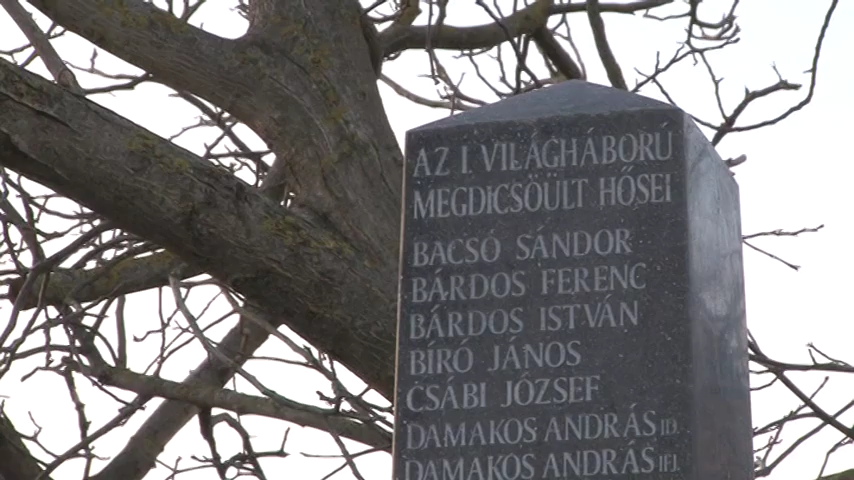 AZ I. VILÁGHÁBORÚ
MEGDICSŐÜLT HŐSEI
BACSÓ SÁNDOR
BÁRDOS FERENC
BÁRDOS ISTVÁN
BÍRÓ JÁNOS
CSÁBI JÓZSEF
DAMAKOS ANDRÁS ID.
DAMAKOS ANDRÁS IFJ.